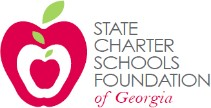 STATE
CHARTER
SCHOOLS
FOUNDATION
of Georgia